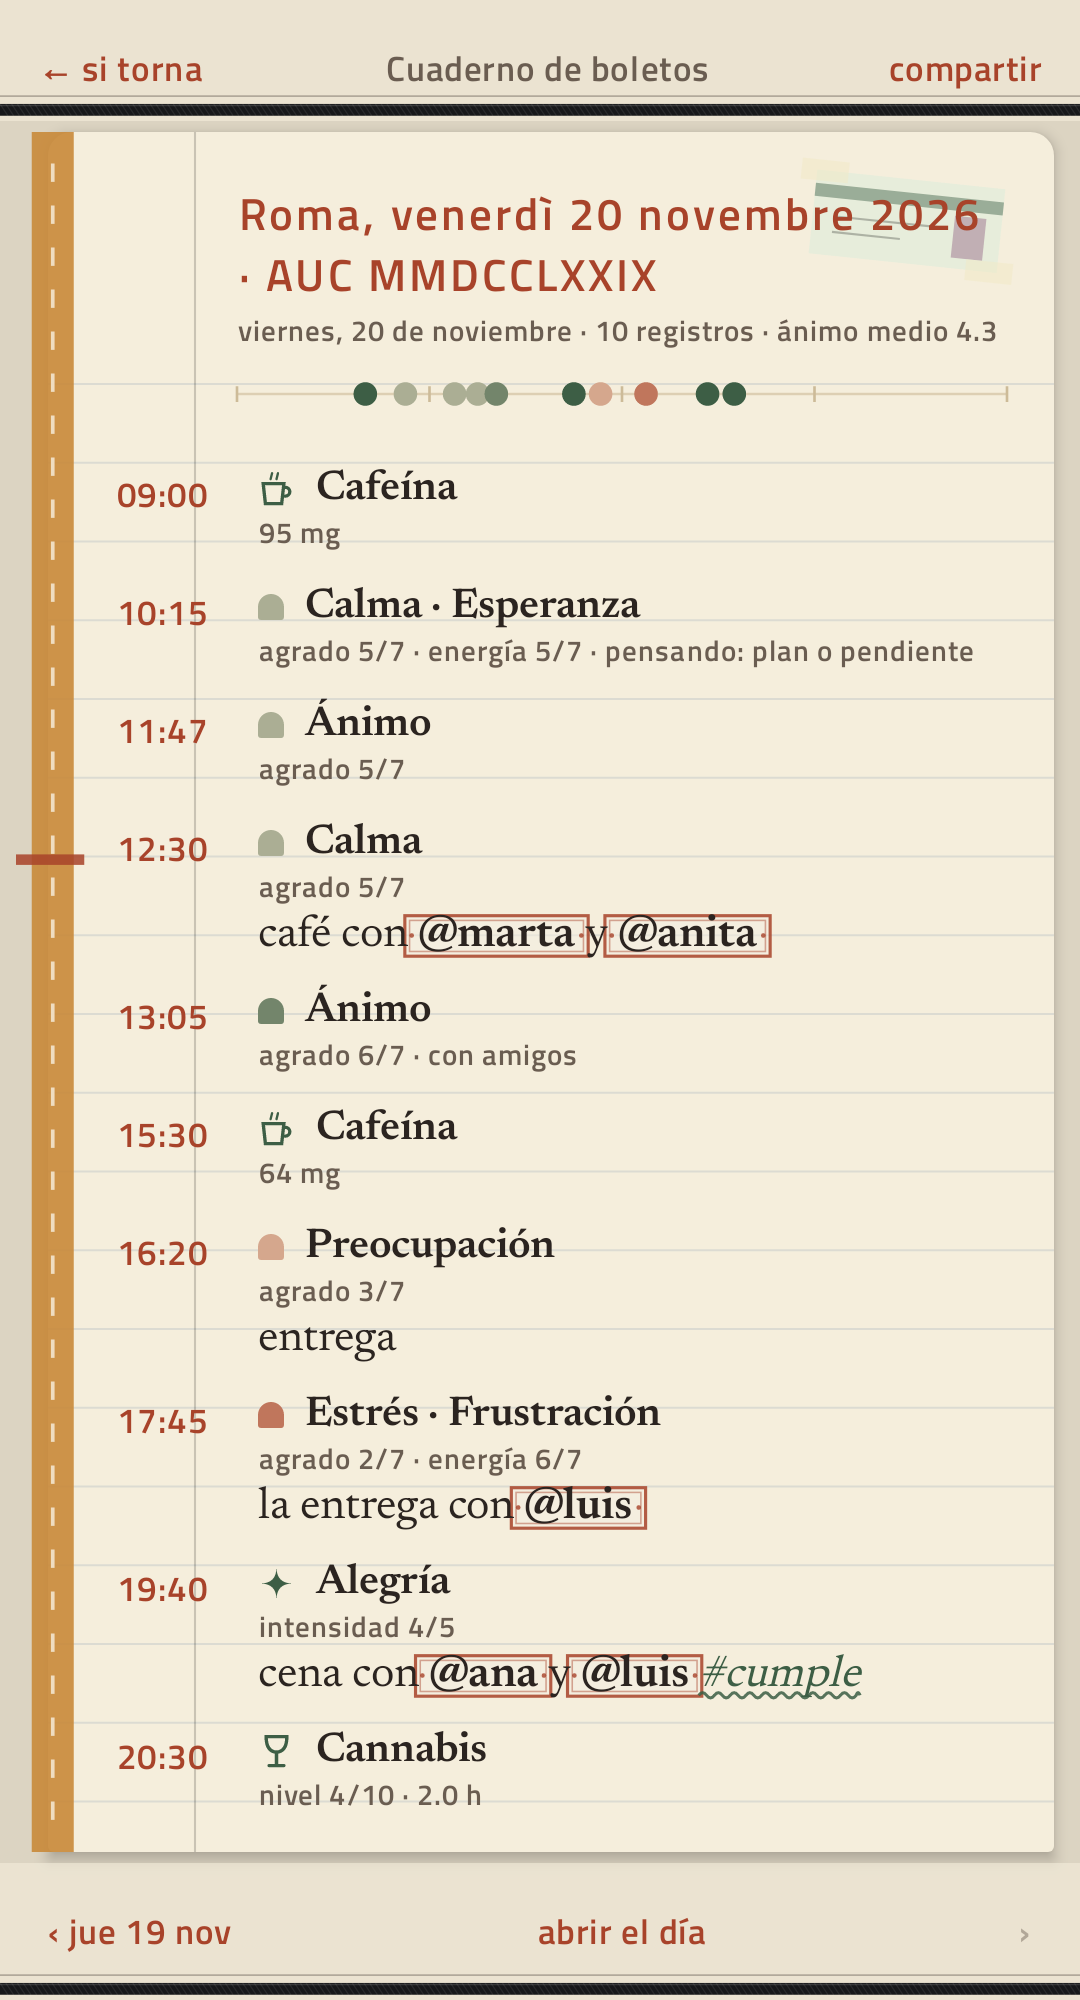 ← si torna
Cuaderno de boletos
compartir
Roma, venerdì 20 novembre 2026
· AUC MMDCCLXXIX
viernes, 20 de noviembre · 10 registros · ánimo medio 4.3
09:00 Cafeína
95 mg
10:15 Calma · Esperanza
agrado 5/7 · energía 5/7 · pensando: plan o pendiente
11:47 Ánimo
agrado 5/7
12:30 Calma
agrado 5/7
café con @marta y @anita
13:05 Ánimo
agrado 6/7 · con amigos
15:30 Cafeína
64 mg
16:20 Preocupación
agrado 3/7
entrega
17:45 Estrés · Frustración
agrado 2/7 · energía 6/7
la entrega con @luis
19:40 Alegría
intensidad 4/5
cena con @ana y @luis #cumple
20:30 Cannabis
nivel 4/10 · 2.0 h
‹ jue 19 nov
abrir el día
›